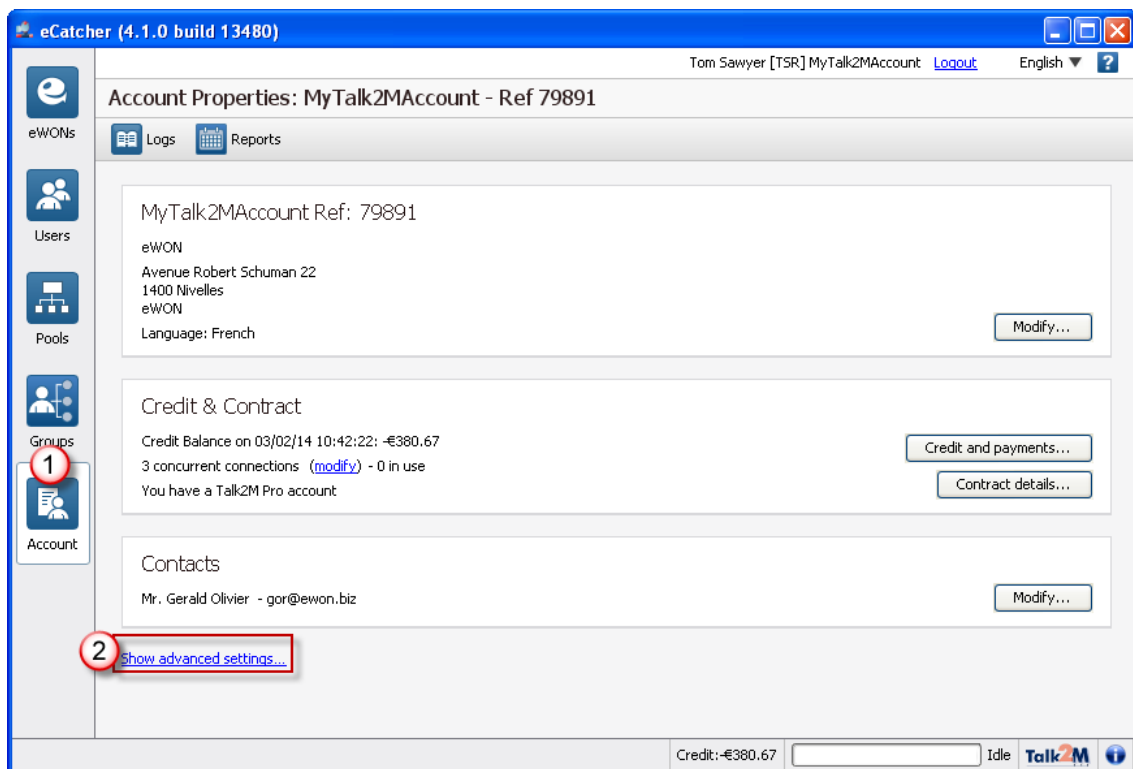 eCatcher (4.1.0 build 13480)
Tom Sawyer [TSR] MyTalk2MAccount Logout English ?
Account Properties: MyTalk2MAccount - Ref 79891
eWONs
Logs Reports
Users
MyTalk2MAccount Ref: 79891
eWON
Avenue Robert Schuman 22
1400 Nivelles
eWON
Language: French
Modify...
Pools
Credit & Contract
Credit Balance on 03/02/14 10:42:22: -€380.67
3 concurrent connections (modify) - 0 in use
You have a Talk2M Pro account
Credit and payments...
Contract details...
Groups
1
Account
Contacts
Mr. Gerald Olivier - gor@ewon.biz
Modify...
2
Show advanced settings...
Credit:-€380.67 Idle Talk2M i